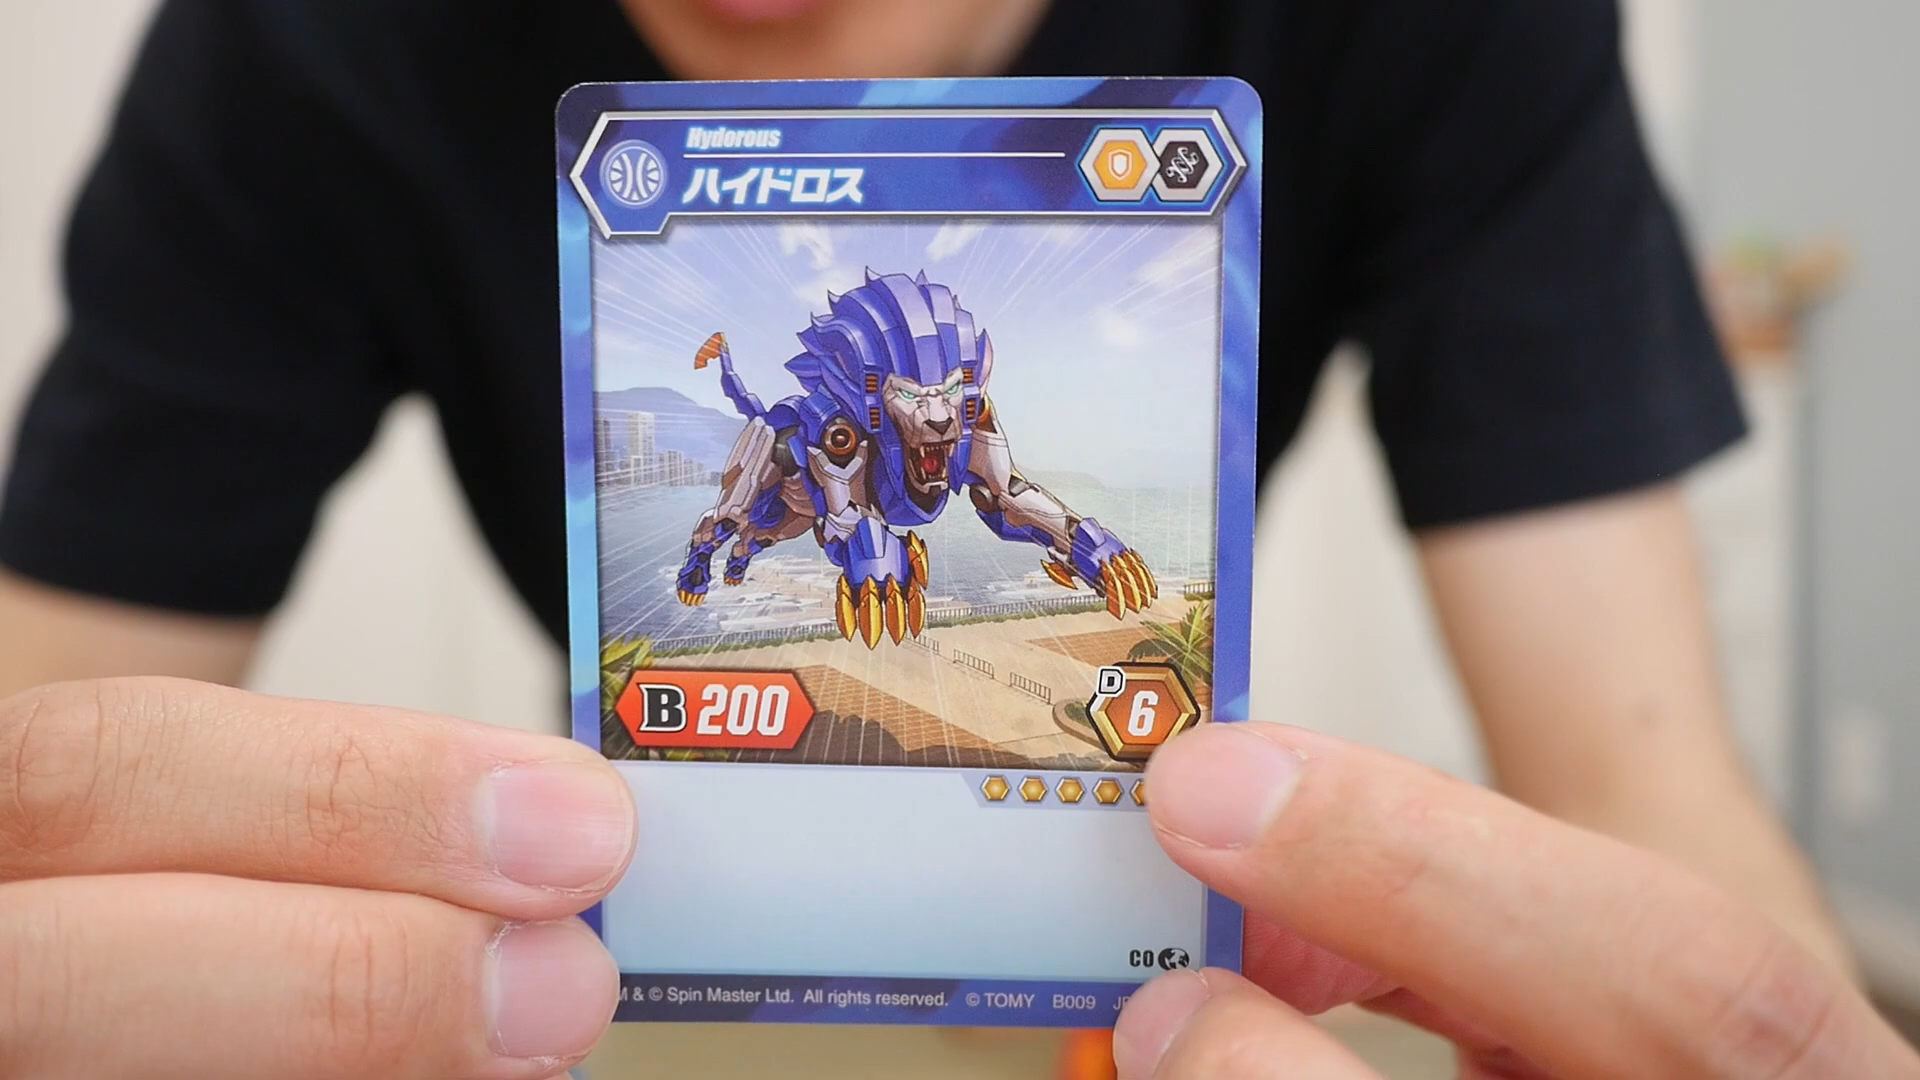 Hydorous
ハイドロス
B 200
D
6
CO
& © Spin Master Ltd. All rights reserved. © TOMY B009